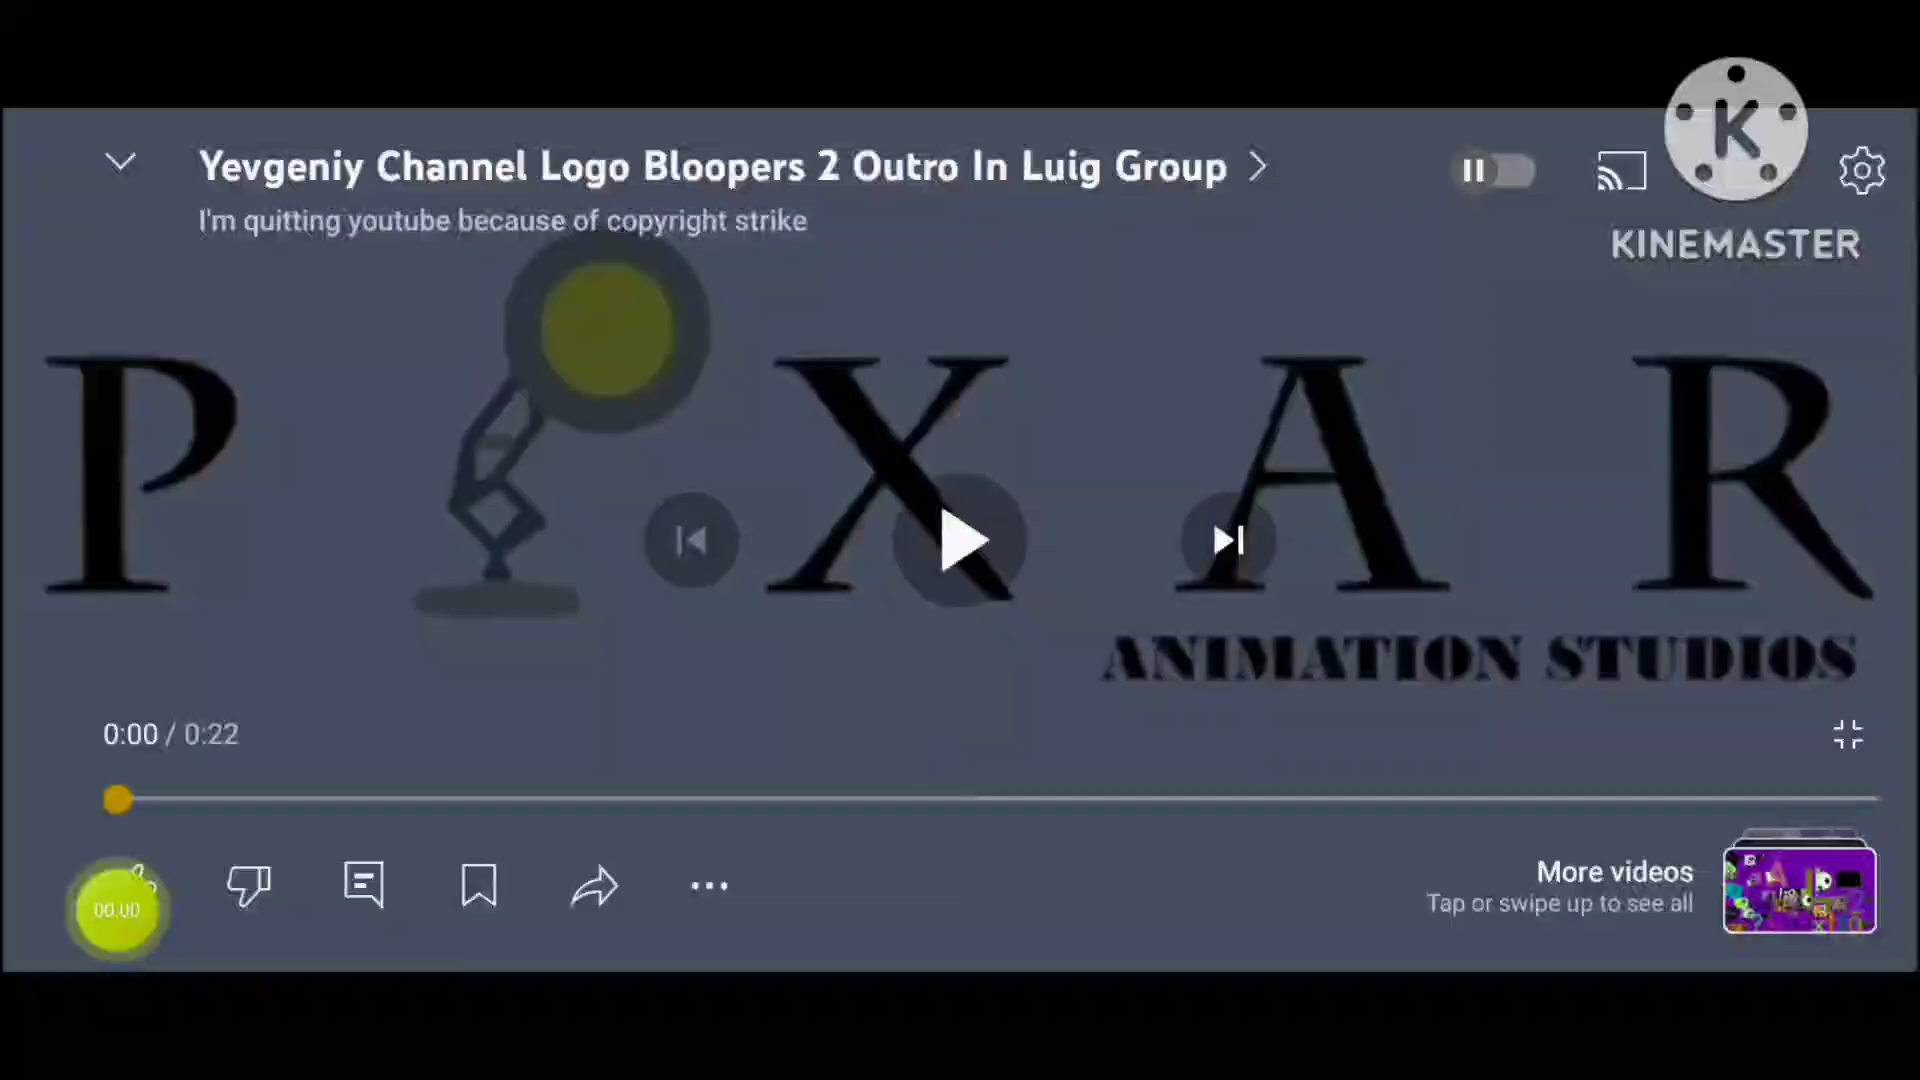 Yevgeniy Channel Logo Bloopers 2 Outro In Luig Group
I'm quitting youtube because of copyright strike
K
KINEMASTER
P XAR
ANIMATION STUDIOS
0:00 / 0:22
00.00
More videos
Tap or swipe up to see all